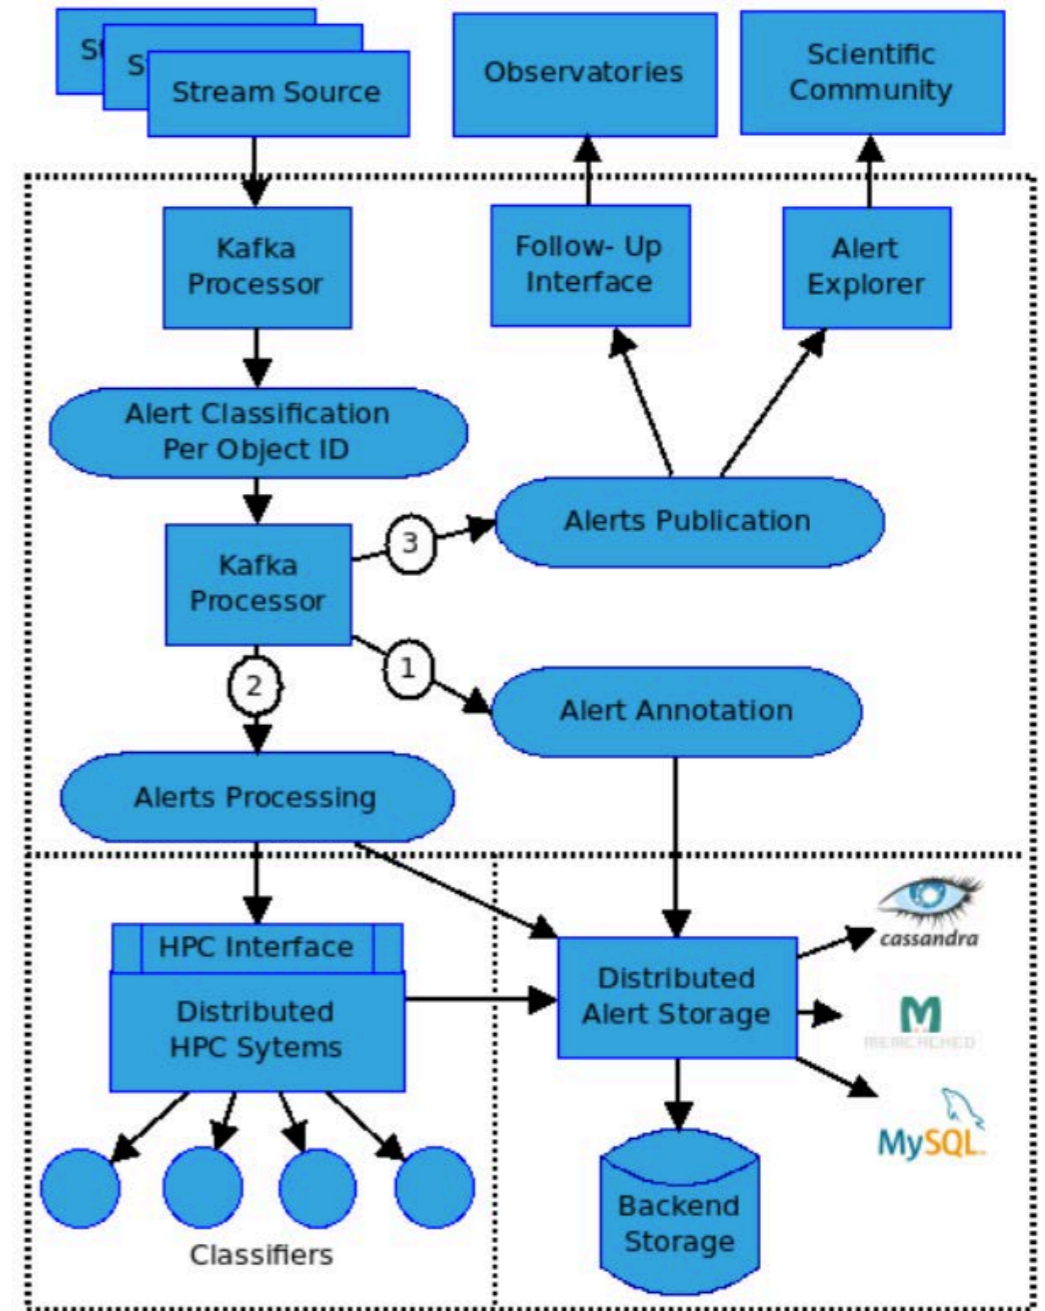 St
S
Stream Source
Observatories
Scientific
Community
Kafka
Processor
Follow- Up
Interface
Alert
Explorer
Alert Classification
Per Object ID
Kafka
Processor
3
Alerts Publication
1
2
Alert Annotation
Alerts Processing
HPC Interface
Distributed
HPC Sytems
Distributed
Alert Storage
cassandra
MEMCACHED
MySQL
Backend
Storage
Classifiers